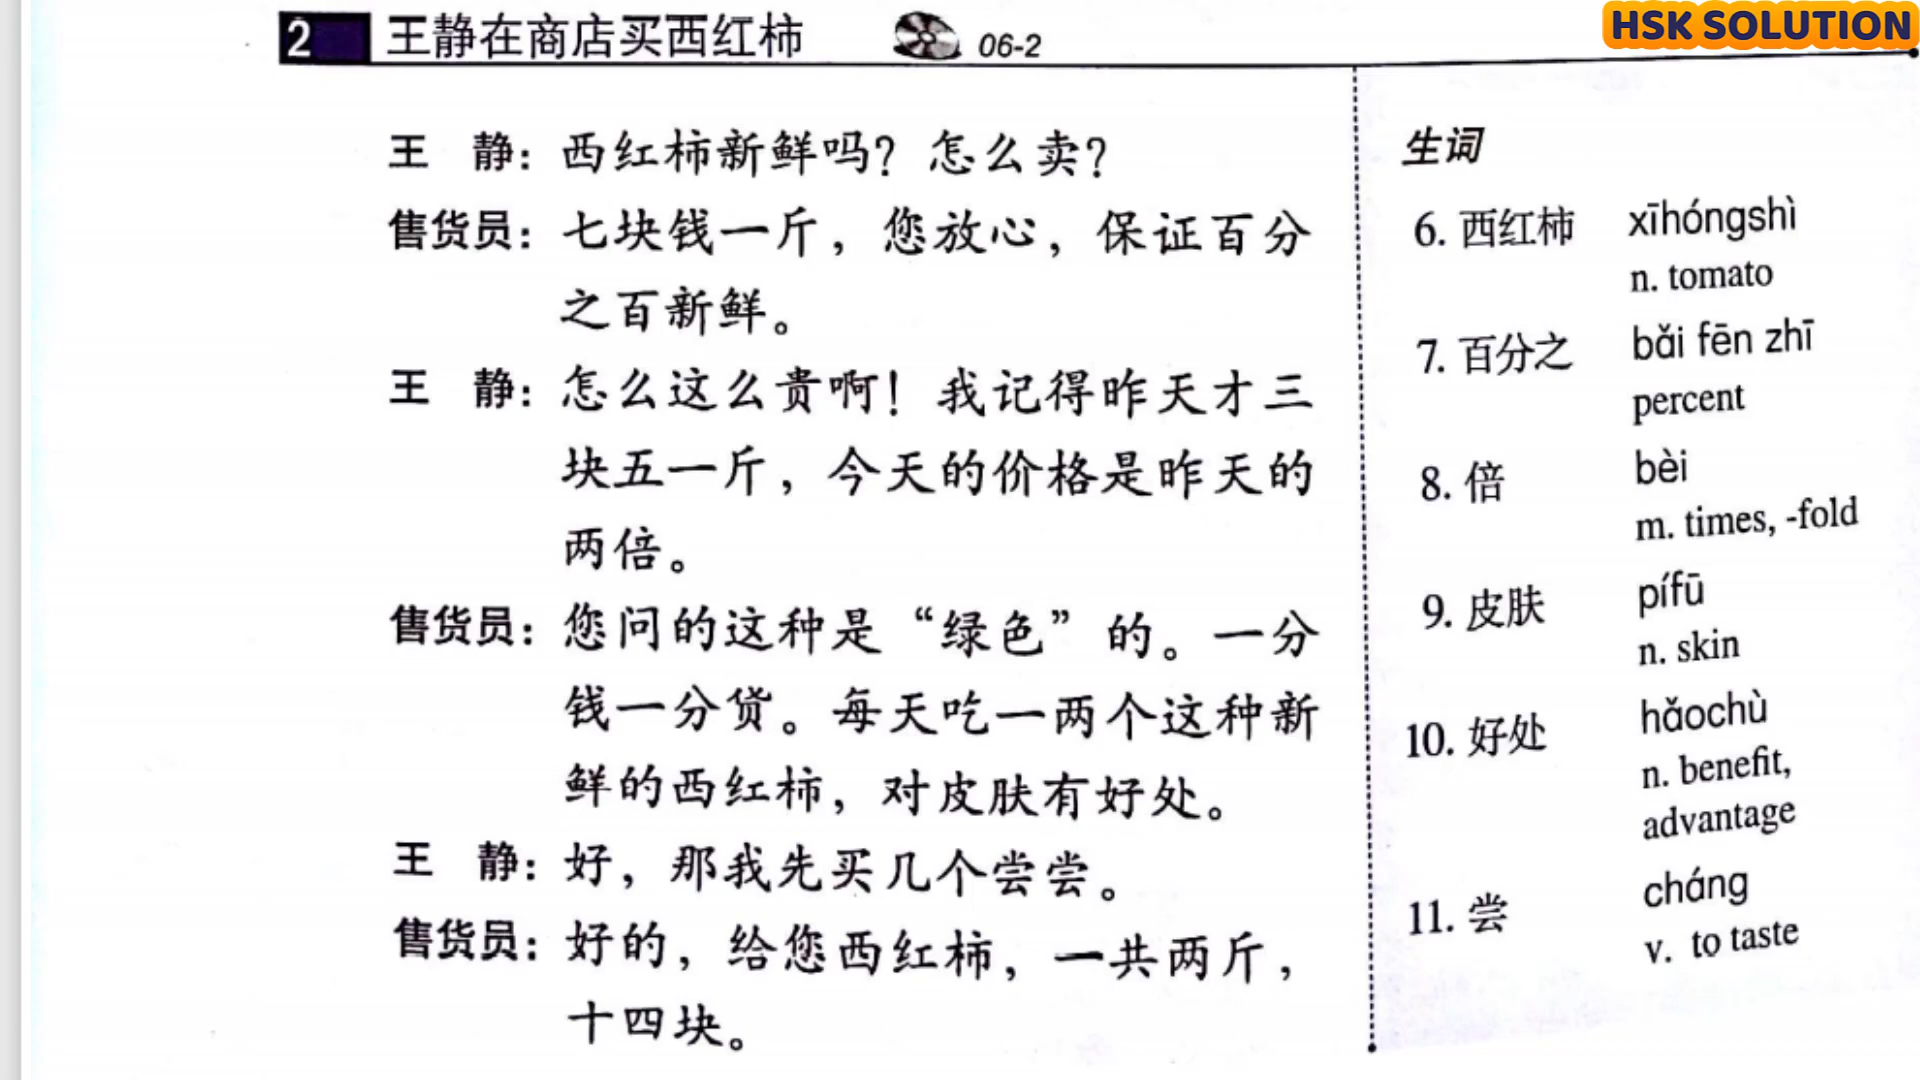 HSK SOLUTION
2 王静在商店买西红柿 06-2
王 静：西红柿新鲜吗？怎么卖？
售货员：七块钱一斤，您放心，保证百分
之百新鲜。
王 静：怎么这么贵啊！我记得昨天才三
块五一斤，今天的价格是昨天的
两倍。
售货员：您问的这种是“绿色”的。一分
钱一分货。每天吃一两个这种新
鲜的西红柿，对皮肤有好处。
王 静：好，那我先买几个尝尝。
售货员：好的，给您西红柿，一共两斤，
十四块。
生词
6. 西红柿 xīhóngshì
n. tomato
7. 百分之 bǎi fēn zhī
percent
8. 倍 bèi
m. times, -fold
9. 皮肤 pífū
n. skin
10. 好处 hǎochù
n. benefit,
advantage
11. 尝 cháng
v. to taste